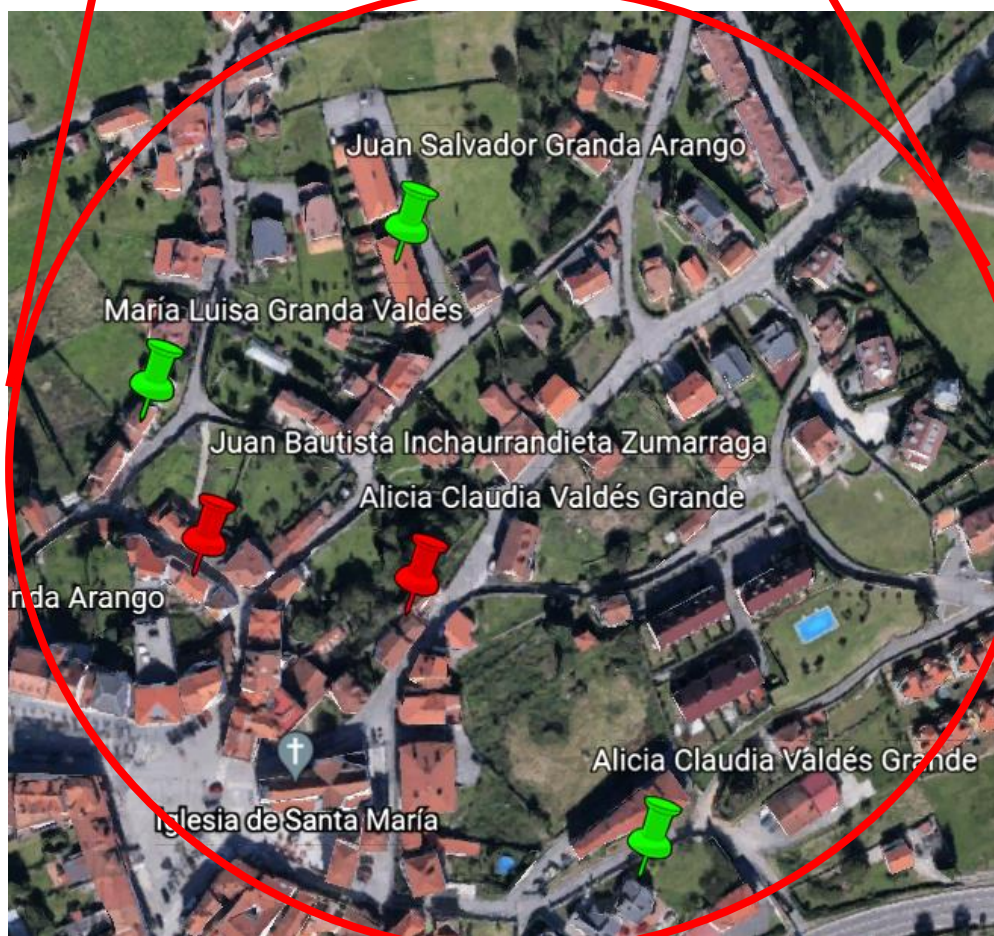 Juan Salvador Granda Arango
María Luisa Granda Valdés
Juan Bautista Inchaurrandieta Zumarraga
Alicia Claudia Valdés Grande
nda Arango
Alicia Claudia Valdés Grande
Iglesia de Santa María